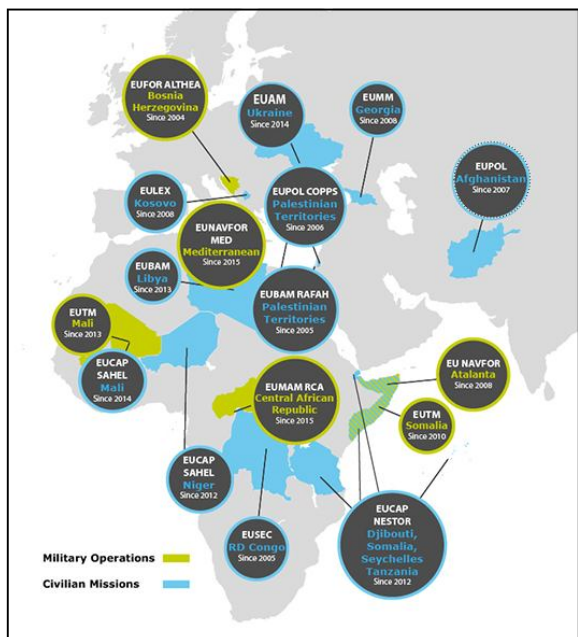 EUFOR ALTHEA
Bosnia
Herzegovina
Since 2004
EUAM
Ukraine
Since 2014
EUMM
Georgia
Since 2008
EUPOL
Afghanistan
Since 2007
EULEX
Kosovo
Since 2008
EUPOL COPPS
Palestinian
Territories
Since 2006
EUNAVFOR
MED
Mediterranean
Since 2015
EUBAM
Libya
Since 2013
EUBAM RAFAH
Palestinian
Territories
Since 2005
EUTM
Mali
Since 2013
EUCAP
SAHEL
Mali
Since 2014
EUMAM RCA
Central African
Republic
Since 2015
EU NAVFOR
Atalanta
Since 2008
EUTM
Somalia
Since 2010
EUCAP
SAHEL
Niger
Since 2012
EUSEC
RD Congo
Since 2005
EUCAP
NESTOR
Djibouti,
Somalia,
Seychelles
Tanzania
Since 2012
Military Operations
Civilian Missions